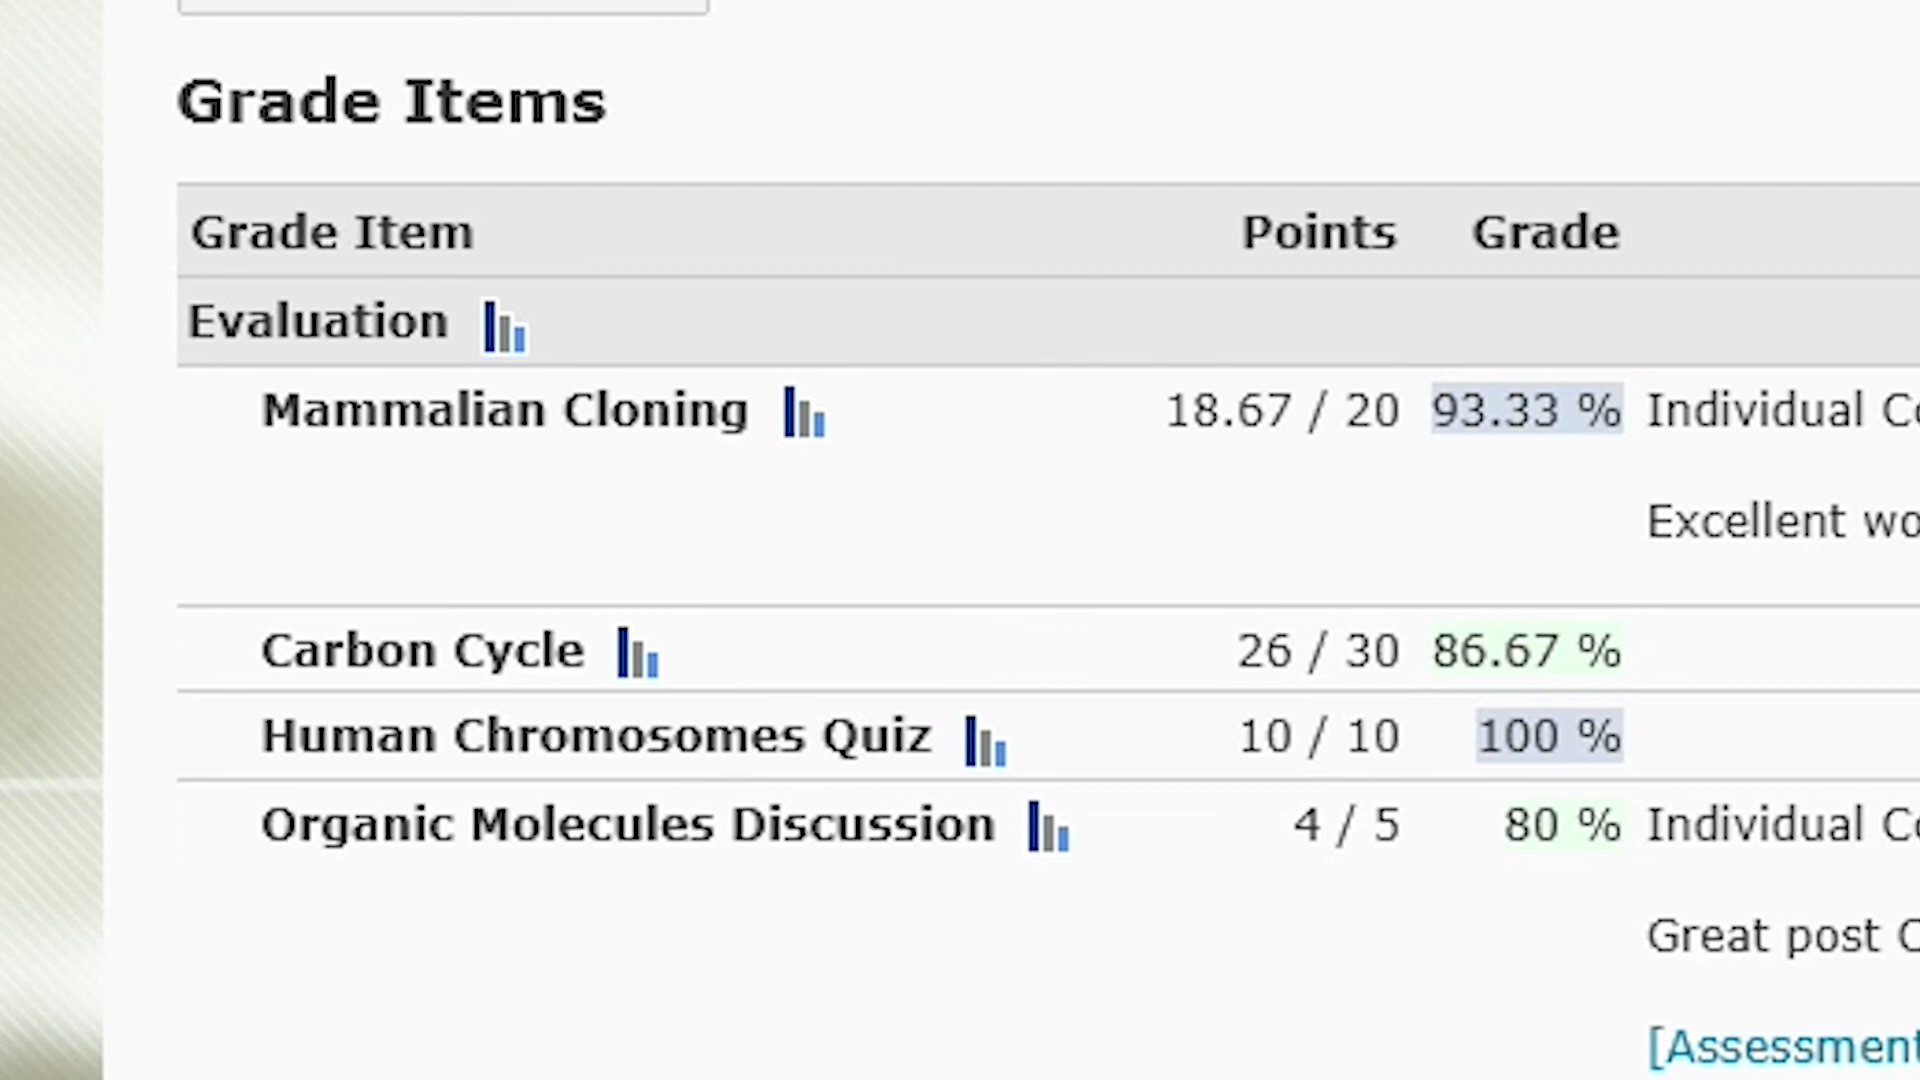 Grade Items
Grade Item Points Grade
Evaluation
Mammalian Cloning 18.67 / 20 93.33 % Individual
Excellent
Carbon Cycle 26 / 30 86.67 %
Human Chromosomes Quiz 10 / 10 100 %
Organic Molecules Discussion 4 / 5 80 % Individual
Great post
[Assessment